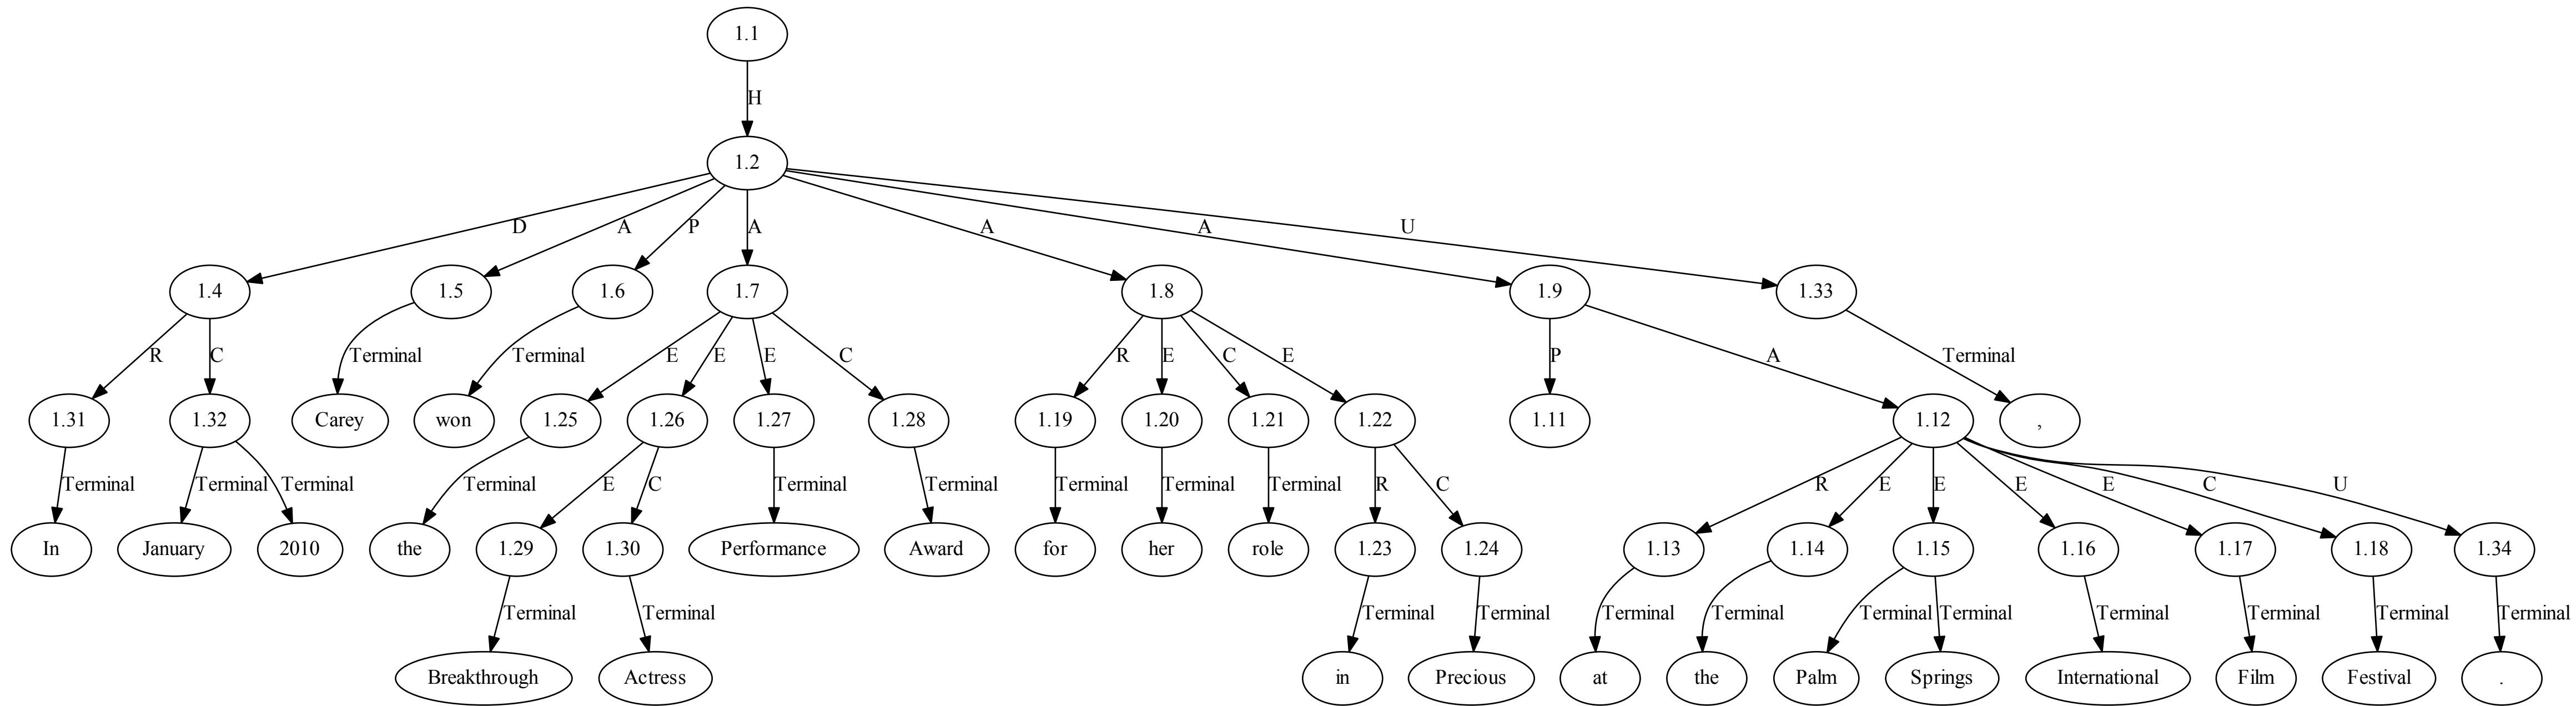 1.1
H
1.2
D A P A A A U
1.4 1.5 1.6 1.7 1.8 1.9 1.33
R C Terminal Terminal E E E C R E C E P A Terminal
1.31 1.32 Carey won 1.25 1.26 1.27 1.28 1.19 1.20 1.21 1.22 1.11 1.12 ,
Terminal Terminal Terminal Terminal E C Terminal Terminal Terminal Terminal Terminal R C R E E E E C U
In January 2010 the 1.29 1.30 Performance Award for her role 1.23 1.24 1.13 1.14 1.15 1.16 1.17 1.18 1.34
Terminal Terminal Terminal Terminal Terminal Terminal Terminal Terminal Terminal Terminal Terminal Terminal
Breakthrough Actress in Precious at the Palm Springs International Film Festival .